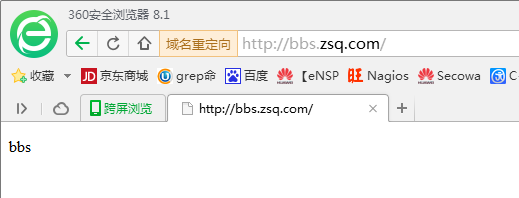 360安全浏览器 8.1
域名重定向 http://bbs.zsq.com/
收藏 JD 京东商城 grep命 百度 【eNSP 旺 Nagios Secowa C-
跨屏浏览 http://bbs.zsq.com/
bbs